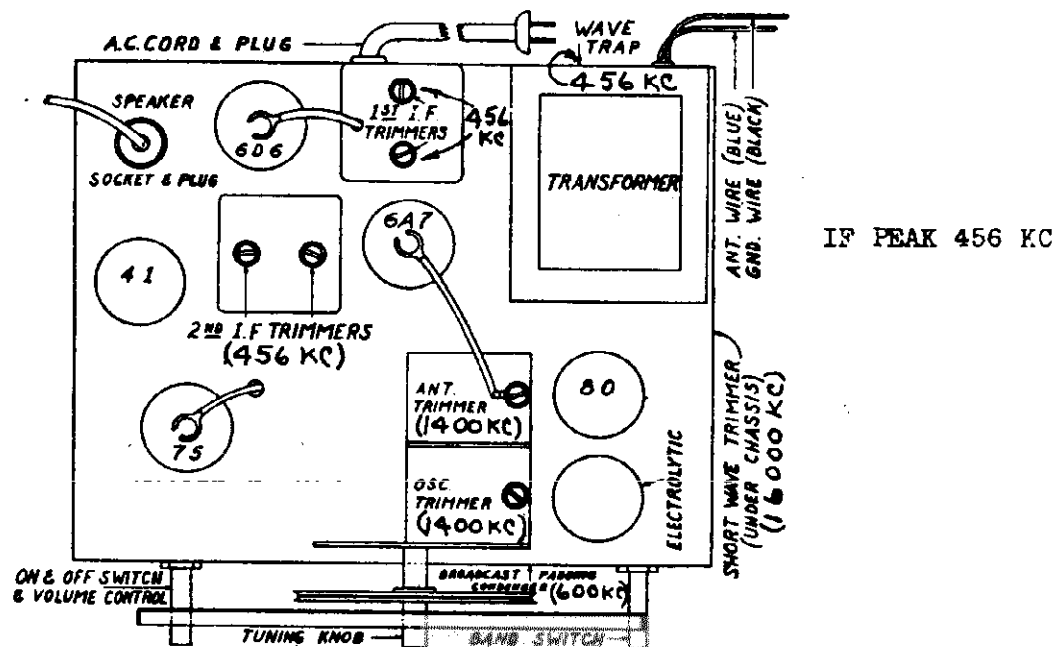 A.C. CORD & PLUG
WAVE
TRAP
456 KC
SPEAKER
SOCKET & PLUG
6D6
1ST I.F.
TRIMMERS
456
KC
TRANSFORMER
ANT. WIRE (BLUE)
GND. WIRE (BLACK)
IF PEAK 456 KC
6A7
41
2ND I.F TRIMMERS
(456 KC)
75
ANT.
TRIMMER
(1400 KC)
80
OSC.
TRIMMER
(1400 KC)
ELECTROLYTIC
SHORT WAVE TRIMMER
(UNDER CHASSIS)
(16000 KC)
ON & OFF SWITCH
& VOLUME CONTROL
BROADCAST PADDING
CONDENSER (600 KC)
TUNING KNOB
BAND SWITCH